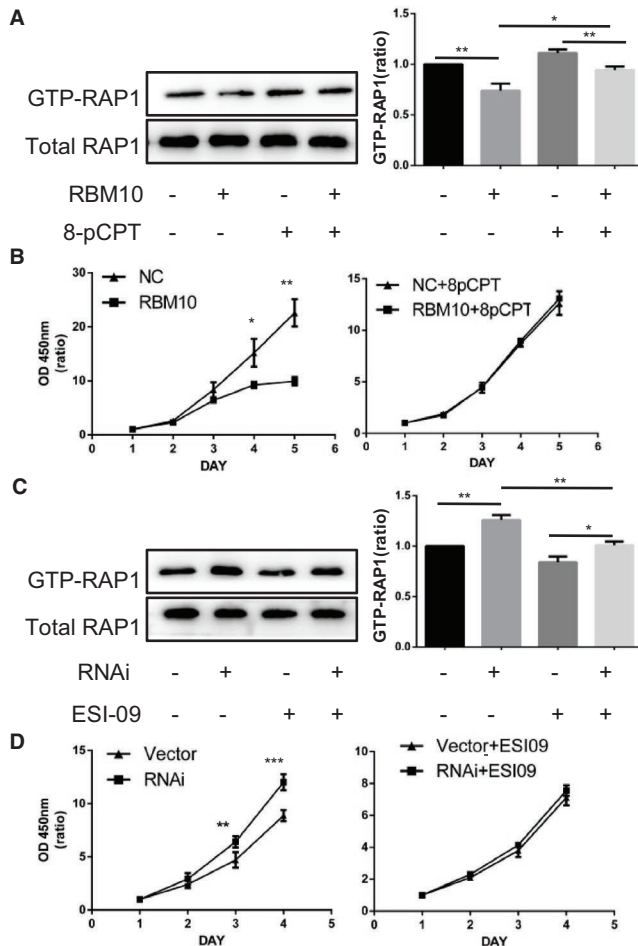 A
GTP-RAP1
Total RAP1
RBM10 - + - +
8-pCPT - - + +
GTP-RAP1(ratio)
1.5
1.0
0.5
0.0
** * **
- + - +
- - + +
B
OD 450nm
(ratio)
30
20
10
0
NC
RBM10
* **
0 1 2 3 4 5 6
DAY
15
10
5
0
NC+8pCPT
RBM10+8pCPT
0 1 2 3 4 5 6
DAY
C
GTP-RAP1
Total RAP1
RNAi - + - +
ESI-09 - - + +
GTP-RAP1(ratio)
1.5
1.0
0.5
0.0
** ** *
- + - +
- - + +
D
OD 450nm
(ratio)
15
10
5
0
Vector
RNAi
** ***
0 1 2 3 4 5
DAY
8
6
4
2
0
Vector+ESI09
RNAi+ESI09
0 1 2 3 4 5
DAY